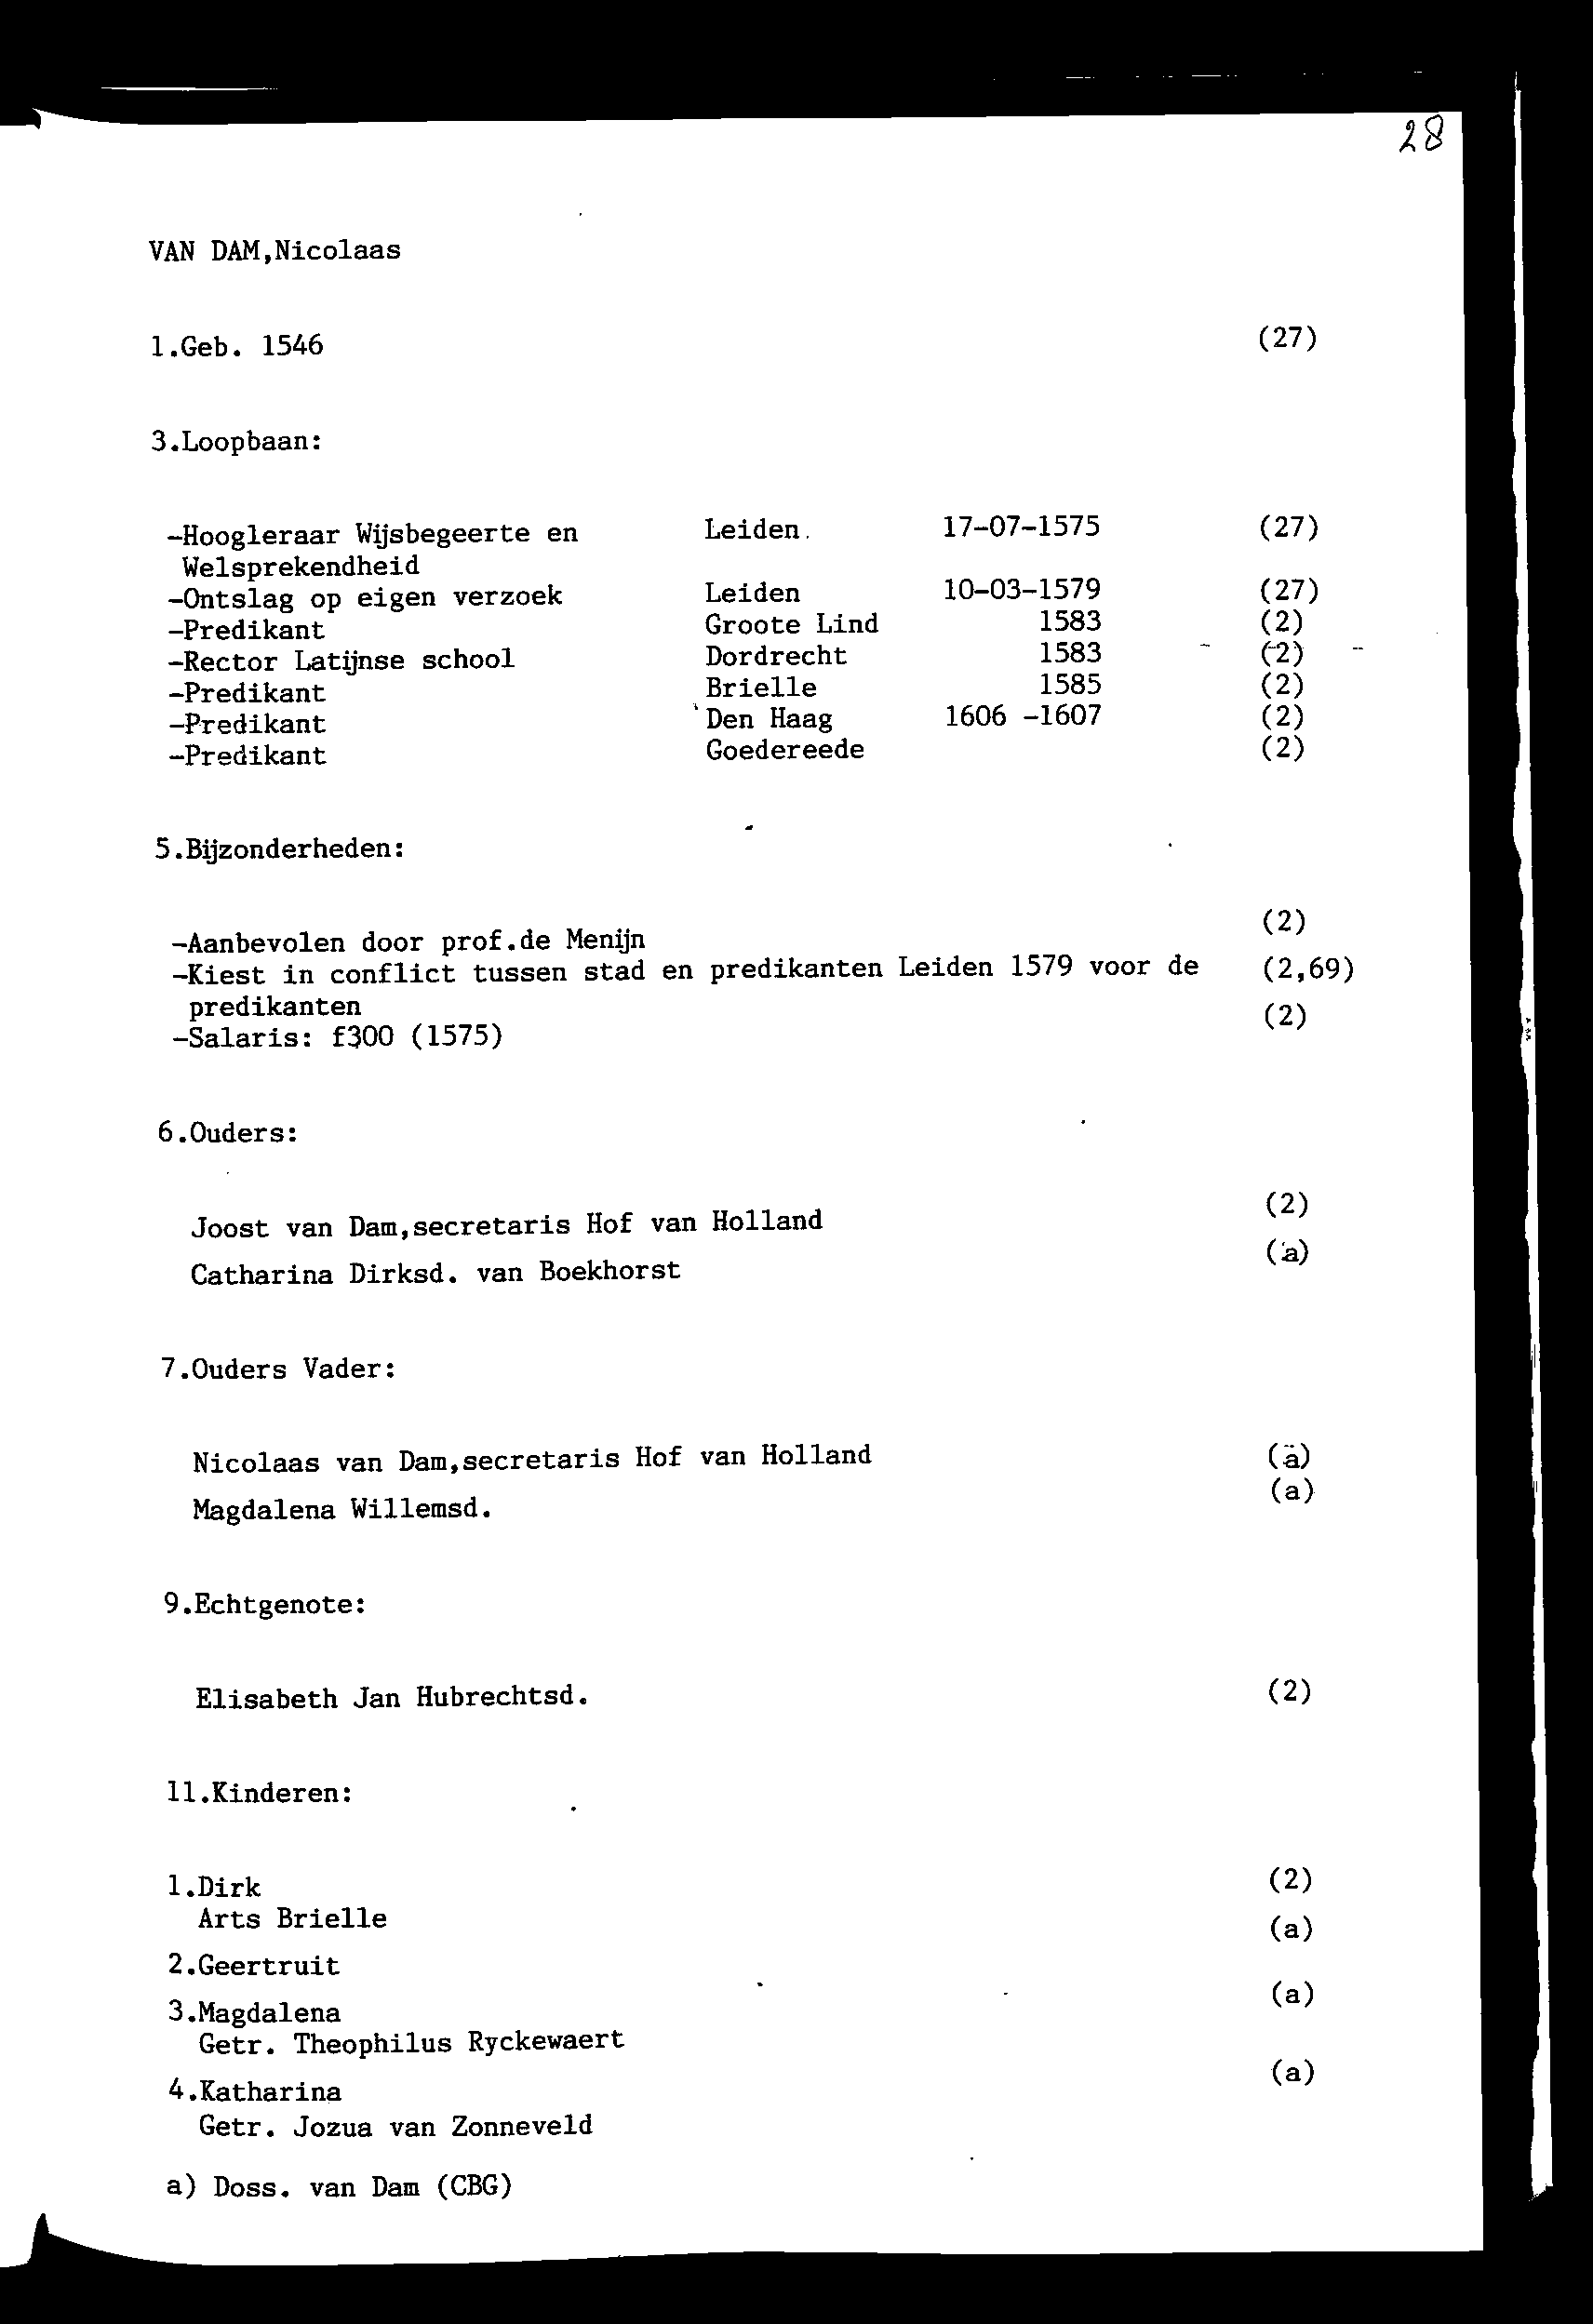 28
VAN DAM,Nicolaas
1.Geb. 1546 (27)
3.Loopbaan:
-Hoogleraar Wijsbegeerte en Leiden. 17-07-1575 (27)
Welsprekendheid
-Ontslag op eigen verzoek Leiden 10-03-1579 (27)
-Predikant Groote Lind 1583 (2)
-Rector Latijnse school Dordrecht 1583 (2)
-Predikant Brielle 1585 (2)
-Predikant Den Haag 1606 -1607 (2)
-Predikant Goedereede (2)
5.Bijzonderheden:
-Aanbevolen door prof.de Menijn (2)
-Kiest in conflict tussen stad en predikanten Leiden 1579 voor de (2,69)
predikanten
-Salaris: f300 (1575) (2)
6.Ouders:
Joost van Dam,secretaris Hof van Holland (2)
Catharina Dirksd. van Boekhorst (a)
7.Ouders Vader:
Nicolaas van Dam,secretaris Hof van Holland (a)
Magdalena Willemsd. (a)
9.Echtgenote:
Elisabeth Jan Hubrechtsd. (2)
11.Kinderen:
1.Dirk (2)
Arts Brielle
2.Geertruit (a)
3.Magdalena (a)
Getr. Theophilus Ryckewaert
4.Katharina (a)
Getr. Jozua van Zonneveld
a) Doss. van Dam (CBG)